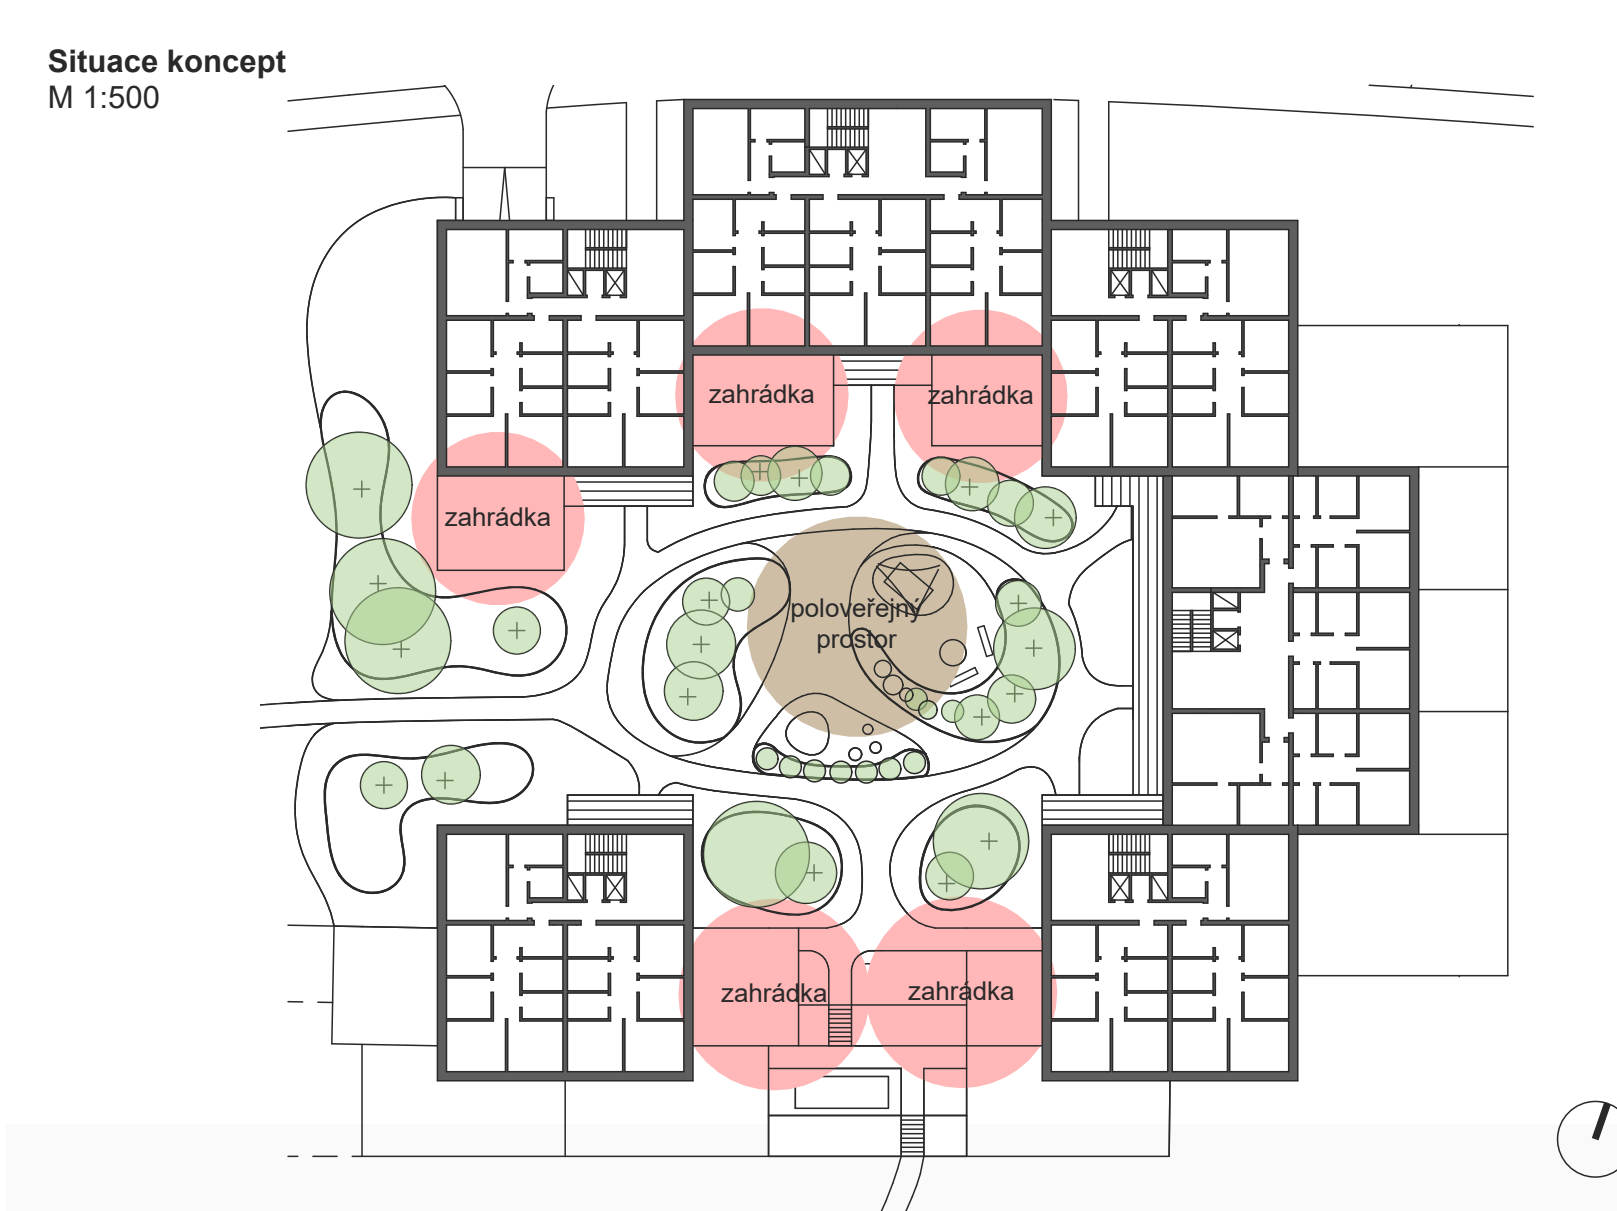 Situace koncept
M 1:500
zahrádka
zahrádka
zahrádka
poloveřejný
prostor
zahrádka
zahrádka